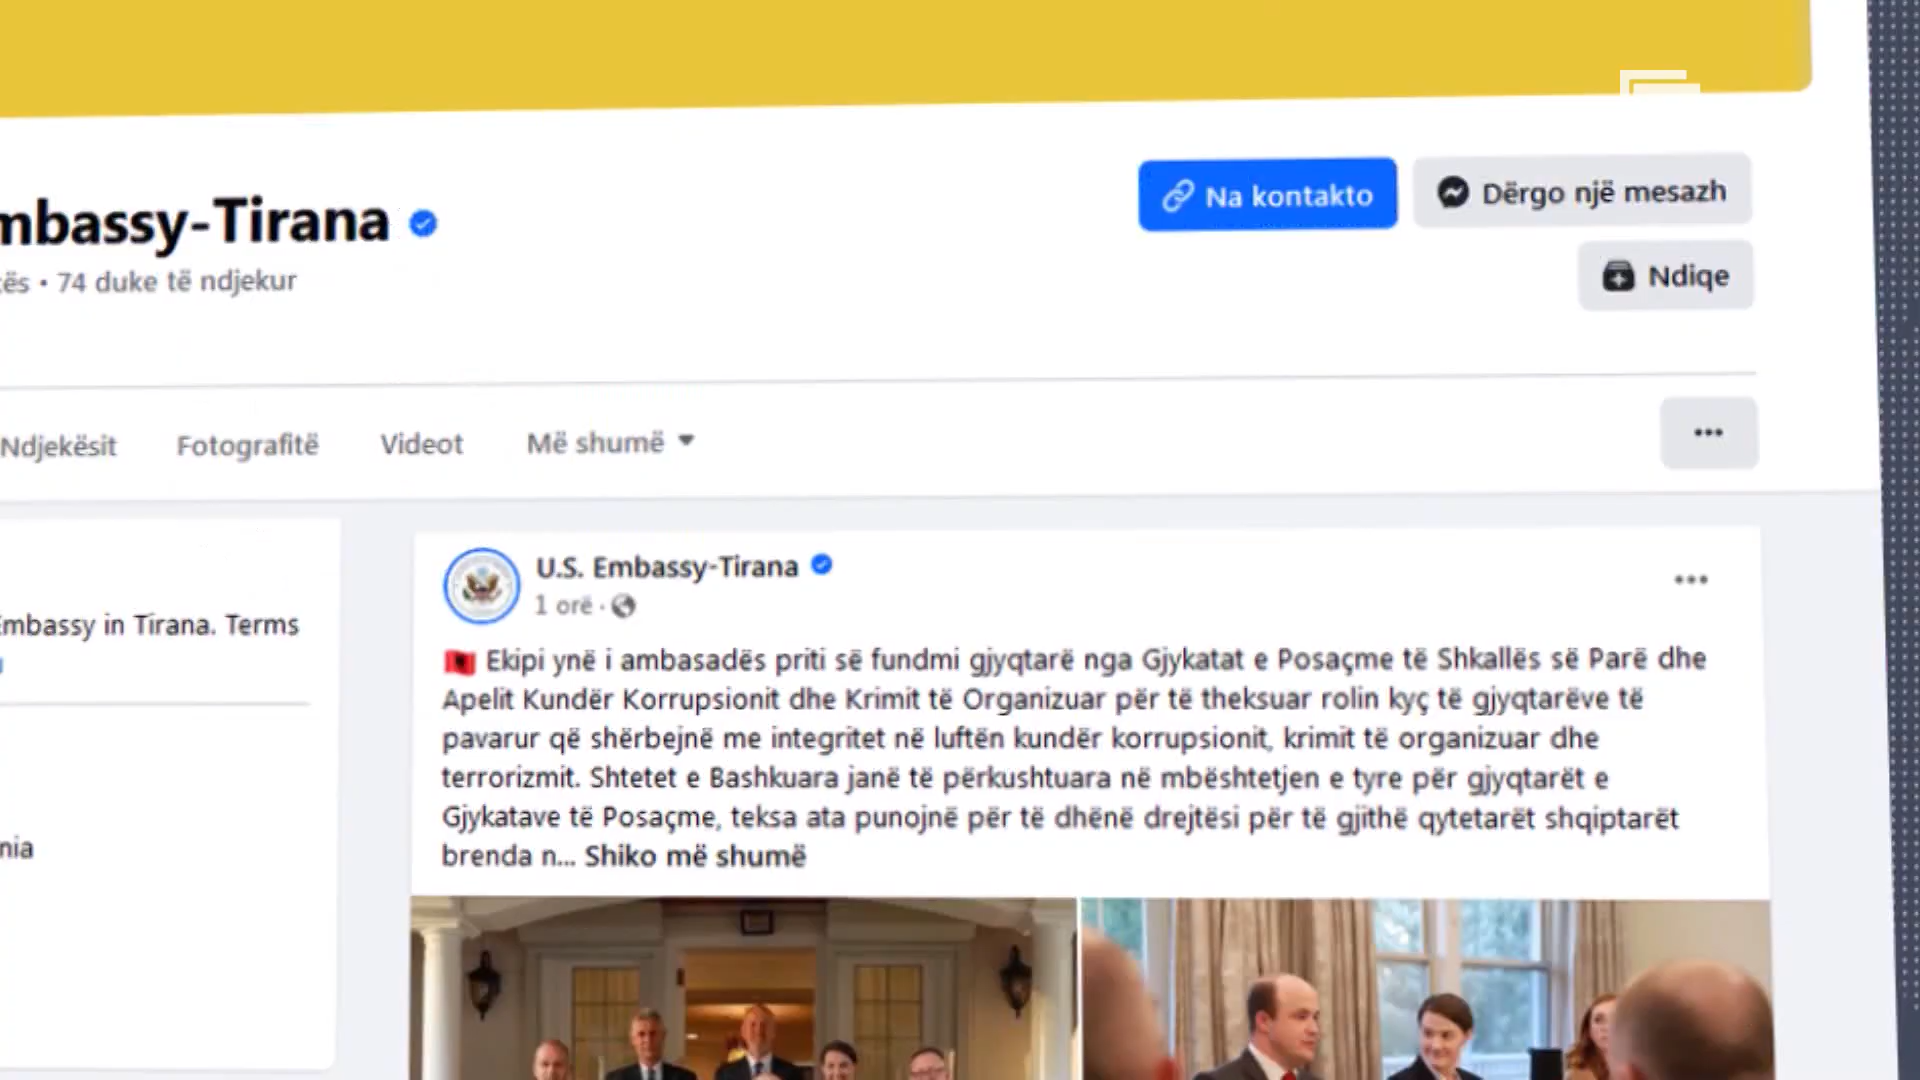 mbassy-Tirana
74 duke të ndjekur
Na kontakto
Dërgo një mesazh
Ndiqe
Ndjekësit
Fotografitë
Videot
Më shumë
Embassy in Tirana. Terms
U.S. Embassy-Tirana
1 orë
Ekipi ynë i ambasadës priti së fundmi gjyqtarë nga Gjykatat e Posaçme të Shkallës së Parë dhe
Apelit Kundër Korrupsionit dhe Krimit të Organizuar për të theksuar rolin kyç të gjyqtarëve të
pavarur që shërbejnë me integritet në luftën kundër korrupsionit, krimit të organizuar dhe
terrorizmit. Shtetet e Bashkuara janë të përkushtuara në mbështetjen e tyre për gjyqtarët e
Gjykatave të Posaçme, teksa ata punojnë për të dhënë drejtësi për të gjithë qytetarët shqiptarët
brenda n... Shiko më shumë